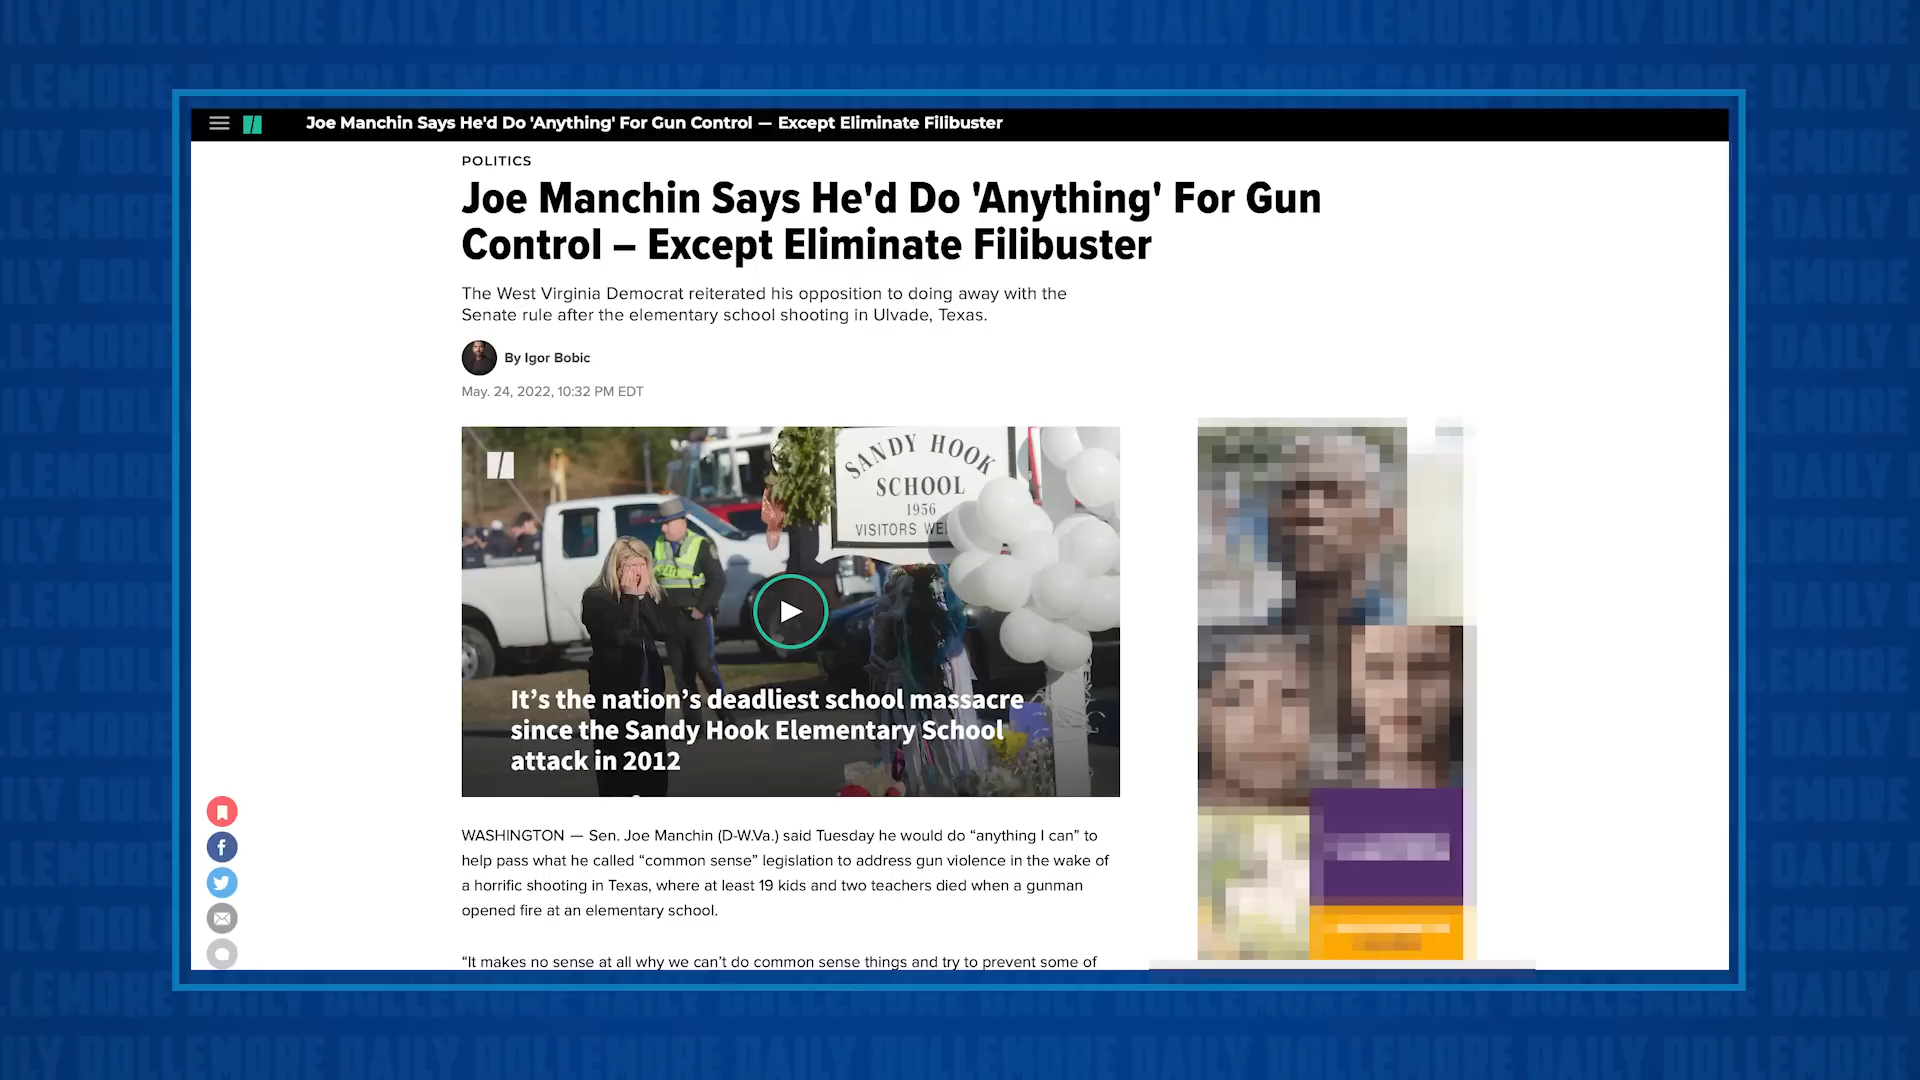 DOLLEMORE DAILY DOLLEMORE DAILY DOLLEMORE DAILY
Joe Manchin Says He'd Do 'Anything' For Gun Control — Except Eliminate Filibuster
POLITICS
Joe Manchin Says He'd Do 'Anything' For Gun
Control – Except Eliminate Filibuster
The West Virginia Democrat reiterated his opposition to doing away with the
Senate rule after the elementary school shooting in Ulvade, Texas.
By Igor Bobic
May. 24, 2022, 10:32 PM EDT
SANDY HOOK
SCHOOL
1956
VISITORS
It's the nation's deadliest school massacre
since the Sandy Hook Elementary School
attack in 2012
WASHINGTON — Sen. Joe Manchin (D-W.Va.) said Tuesday he would do “anything I can” to
help pass what he called “common sense” legislation to address gun violence in the wake of
a horrific shooting in Texas, where at least 19 kids and two teachers died when a gunman
opened fire at an elementary school.
“It makes no sense at all why we can’t do common sense things and try to prevent some of